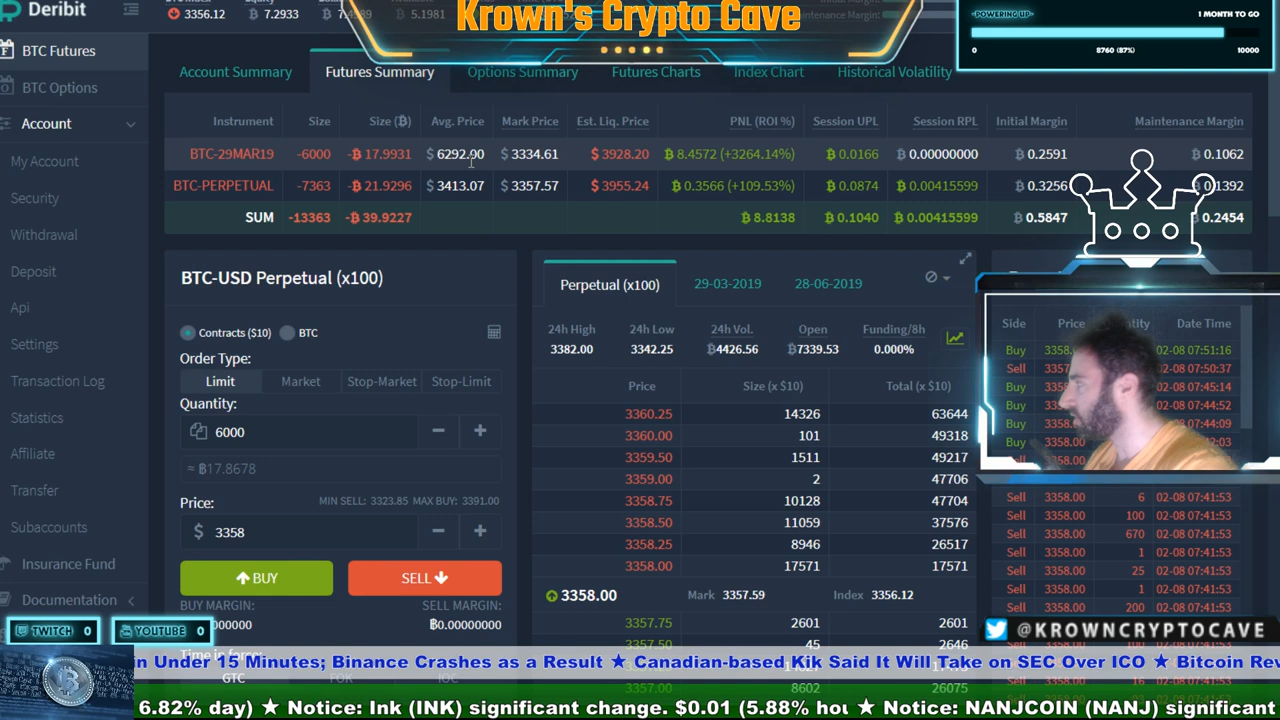 Deribit
3356.12
Equity
7.2933
5.1981
Krown's Crypto Cave
Maintenance Margin:
-POWERING UP-
1 MONTH TO GO
0
8760 (87%)
10000
BTC Futures
BTC Options
Account
My Account
Security
Withdrawal
Deposit
Api
Settings
Transaction Log
Statistics
Affiliate
Transfer
Subaccounts
Insurance Fund
Documentation
Account Summary
Futures Summary
Options Summary
Futures Charts
Index Chart
Historical Volatility
Instrument Size Size (₿) Avg. Price Mark Price Est. Liq. Price PNL (ROI %) Session UPL Session RPL Initial Margin Maintenance Margin
BTC-29MAR19 -6000 -₿ 17.9931 $ 6292.00 $ 3334.61 $ 3928.20 ₿ 8.4572 (+3264.14%) ₿ 0.0166 ₿ 0.00000000 ₿ 0.2591 ₿ 0.1062
BTC-PERPETUAL -7363 -₿ 21.9296 $ 3413.07 $ 3357.57 $ 3955.24 ₿ 0.3566 (+109.53%) ₿ 0.0874 ₿ 0.00415599 ₿ 0.3256 ₿ 0.1392
SUM -13363 -₿ 39.9227 ₿ 8.8138 ₿ 0.1040 ₿ 0.00415599 ₿ 0.5847 ₿ 0.2454
BTC-USD Perpetual (x100)
Contracts ($10) BTC
Order Type:
Limit Market Stop-Market Stop-Limit
Quantity:
6000
≈ ₿17.8678
Price: MIN SELL: 3323.85 MAX BUY: 3391.00
$ 3358
BUY SELL
BUY MARGIN: SELL MARGIN:
₿0.00000000
GTC FOK IOC
Perpetual (x100) 29-03-2019 28-06-2019
24h High 24h Low 24h Vol. Open Funding/8h
3382.00 3342.25 ₿4426.56 ₿7339.53 0.000%
Price Size (x $10) Total (x $10)
3360.25 14326 63644
3360.00 101 49318
3359.50 1511 49217
3359.00 2 47706
3358.75 10128 47704
3358.50 11059 37576
3358.25 8946 26517
3358.00 17571 17571
3358.00 Mark 3357.59 Index 3356.12
3357.75 2601 2601
3357.50 45 2646
3357.00 8602 26075
Side Price Date Time
Buy 02-08 07:51:16
Sell 02-08 07:50:37
Buy 02-08 07:45:14
Buy 02-08 07:44:52
Buy 02-08 07:44:09
Buy
Sell 3358.00 6 02-08 07:41:53
Sell 3358.00 100 02-08 07:41:53
Sell 3358.00 670 02-08 07:41:53
Sell 3358.00 1 02-08 07:41:53
Sell 3358.00 25 02-08 07:41:53
Sell 3358.00 1 02-08 07:41:53
Sell 3358.00 200 02-08 07:41:53
TWITCH 0
YOUTUBE 0
@KROWNCRYPTOCAVE
in Under 15 Minutes; Binance Crashes as a Result ★ Canadian-based Kik Said It Will Take on SEC Over ICO ★ Bitcoin Rev
6.82% day) ★ Notice: Ink (INK) significant change. $0.01 (5.88% hou ★ Notice: NANJCOIN (NANJ) significant